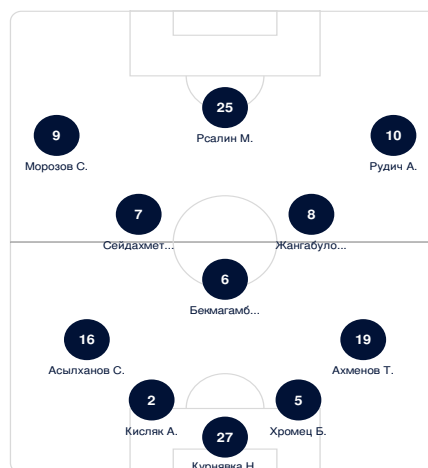 25
Рсалин М.
9
Морозов С.
10
Рудич А.
7
Сейдахмет...
8
Жангабуло...
6
Бекмагамб...
16
Асылханов С.
19
Ахменов Т.
2
Кисляк А.
5
Хромец Б.
27
Курнявка Н.